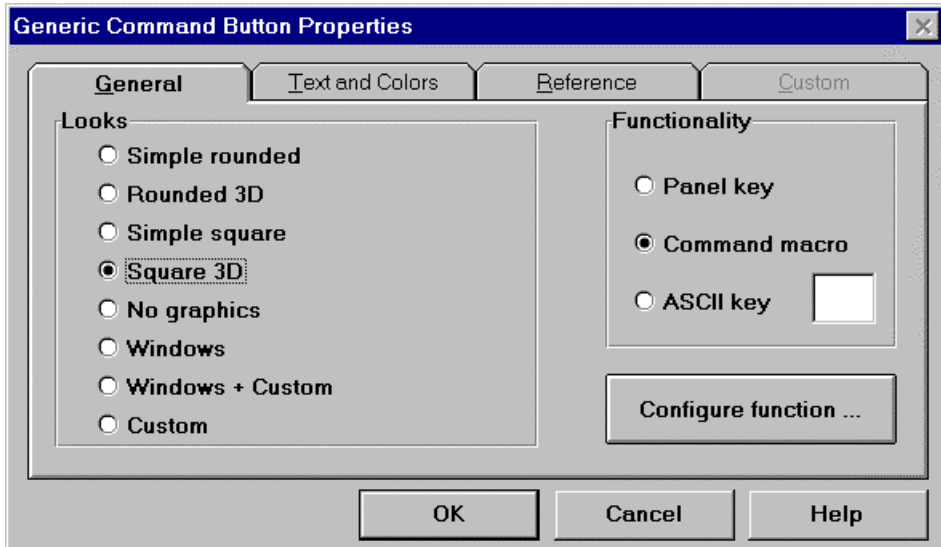 Generic Command Button Properties
General
Text and Colors
Reference
Custom
Looks
Simple rounded
Rounded 3D
Simple square
Square 3D
No graphics
Windows
Windows + Custom
Custom
Functionality
Panel key
Command macro
ASCII key
Configure function ...
OK
Cancel
Help